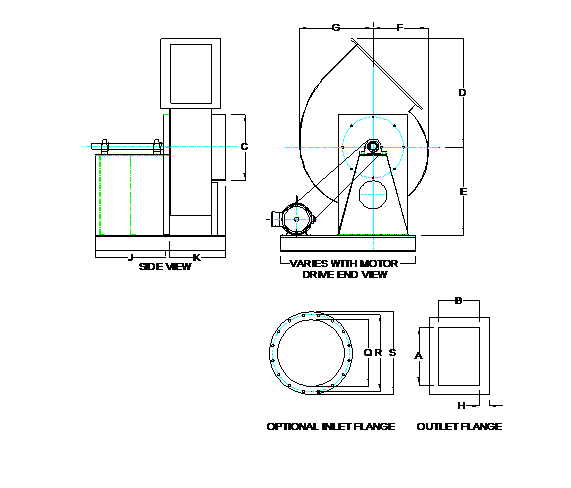 G F
D
C
E
J K
SIDE VIEW
VARIES WITH MOTOR
DRIVE END VIEW
B
A
Q R S
H
OPTIONAL INLET FLANGE
OUTLET FLANGE